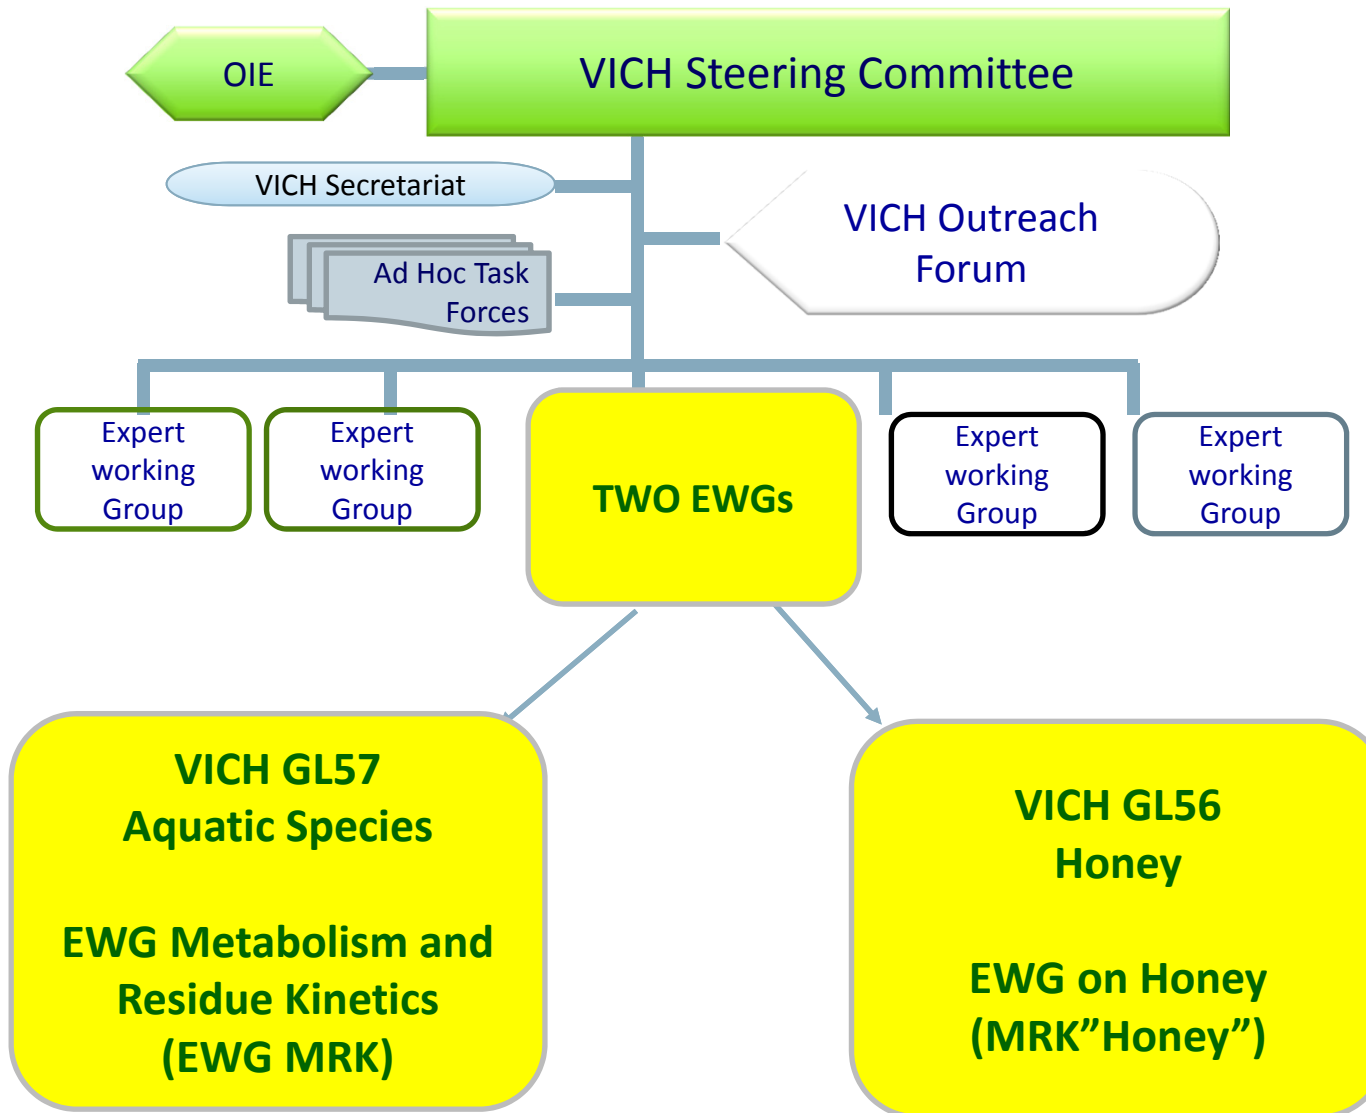 OIE
VICH Steering Committee
VICH Secretariat
VICH Outreach
Forum
Ad Hoc Task
Forces
Expert
working
Group
Expert
working
Group
TWO EWGs
Expert
working
Group
Expert
working
Group
VICH GL57
Aquatic Species
EWG Metabolism and
Residue Kinetics
(EWG MRK)
VICH GL56
Honey
EWG on Honey
(MRK”Honey”)